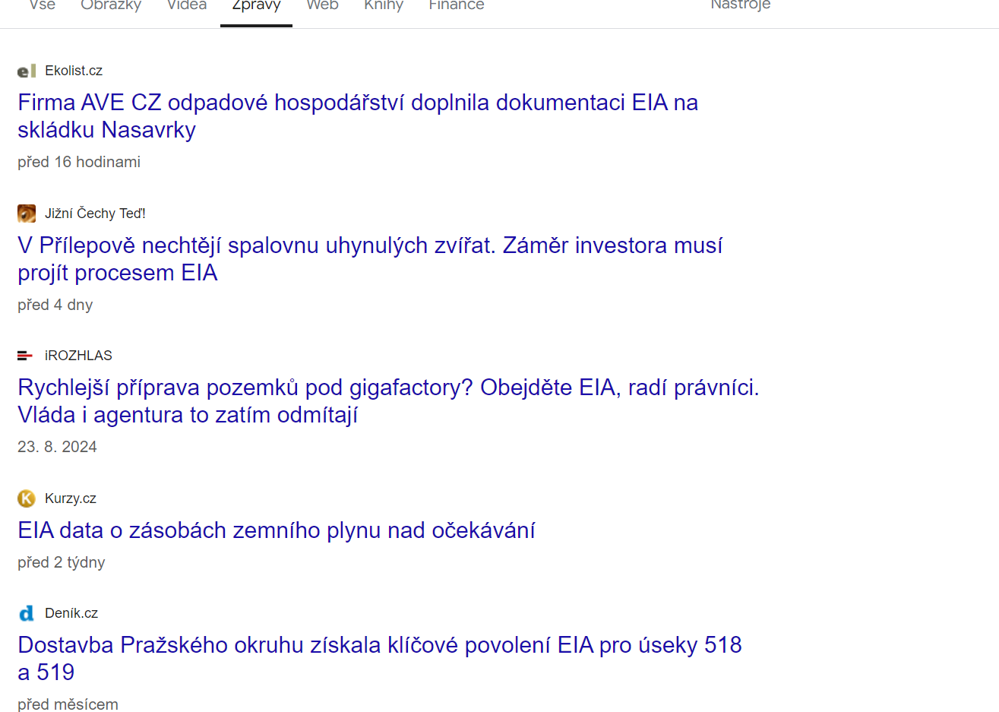 Vše Obrázky Videa Zprávy Web Knihy Finance Nástroje
Ekolist.cz
Firma AVE CZ odpadové hospodářství doplnila dokumentaci EIA na
skládku Nasavrky
před 16 hodinami
Jižní Čechy Teď!
V Přílepově nechtějí spalovnu uhynulých zvířat. Záměr investora musí
projít procesem EIA
před 4 dny
iROZHLAS
Rychlejší příprava pozemků pod gigafactory? Obejděte EIA, radí právníci.
Vláda i agentura to zatím odmítají
23. 8. 2024
Kurzy.cz
EIA data o zásobách zemního plynu nad očekávání
před 2 týdny
Deník.cz
Dostavba Pražského okruhu získala klíčové povolení EIA pro úseky 518
a 519
před měsícem